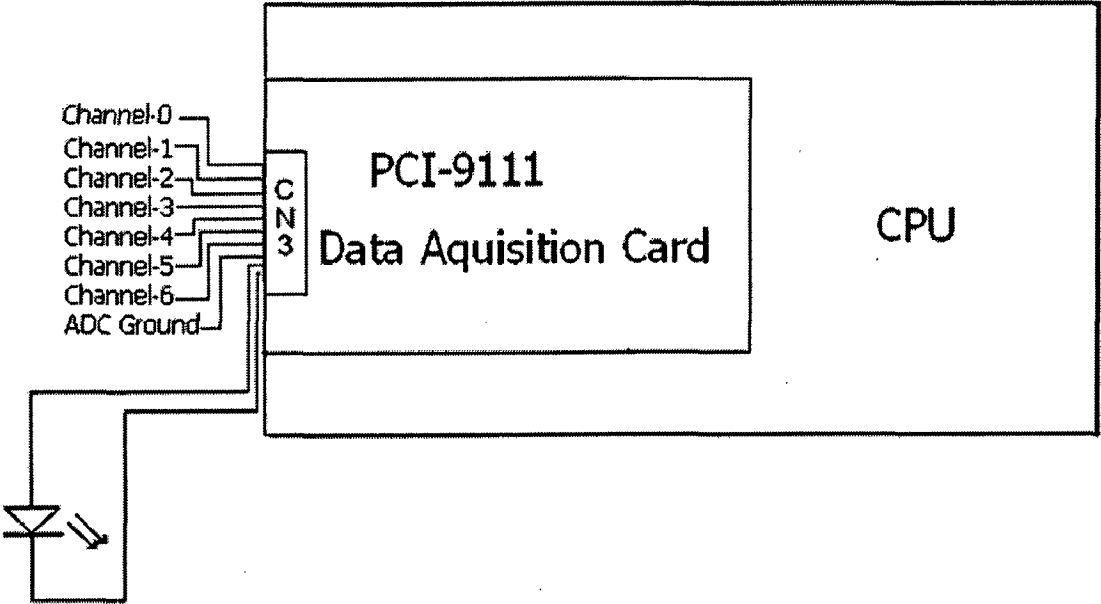 Channel-0
Channel-1
Channel-2
Channel-3
Channel-4
Channel-5
Channel-6
ADC Ground
C
N
3
PCI-9111
Data Aquisition Card
CPU